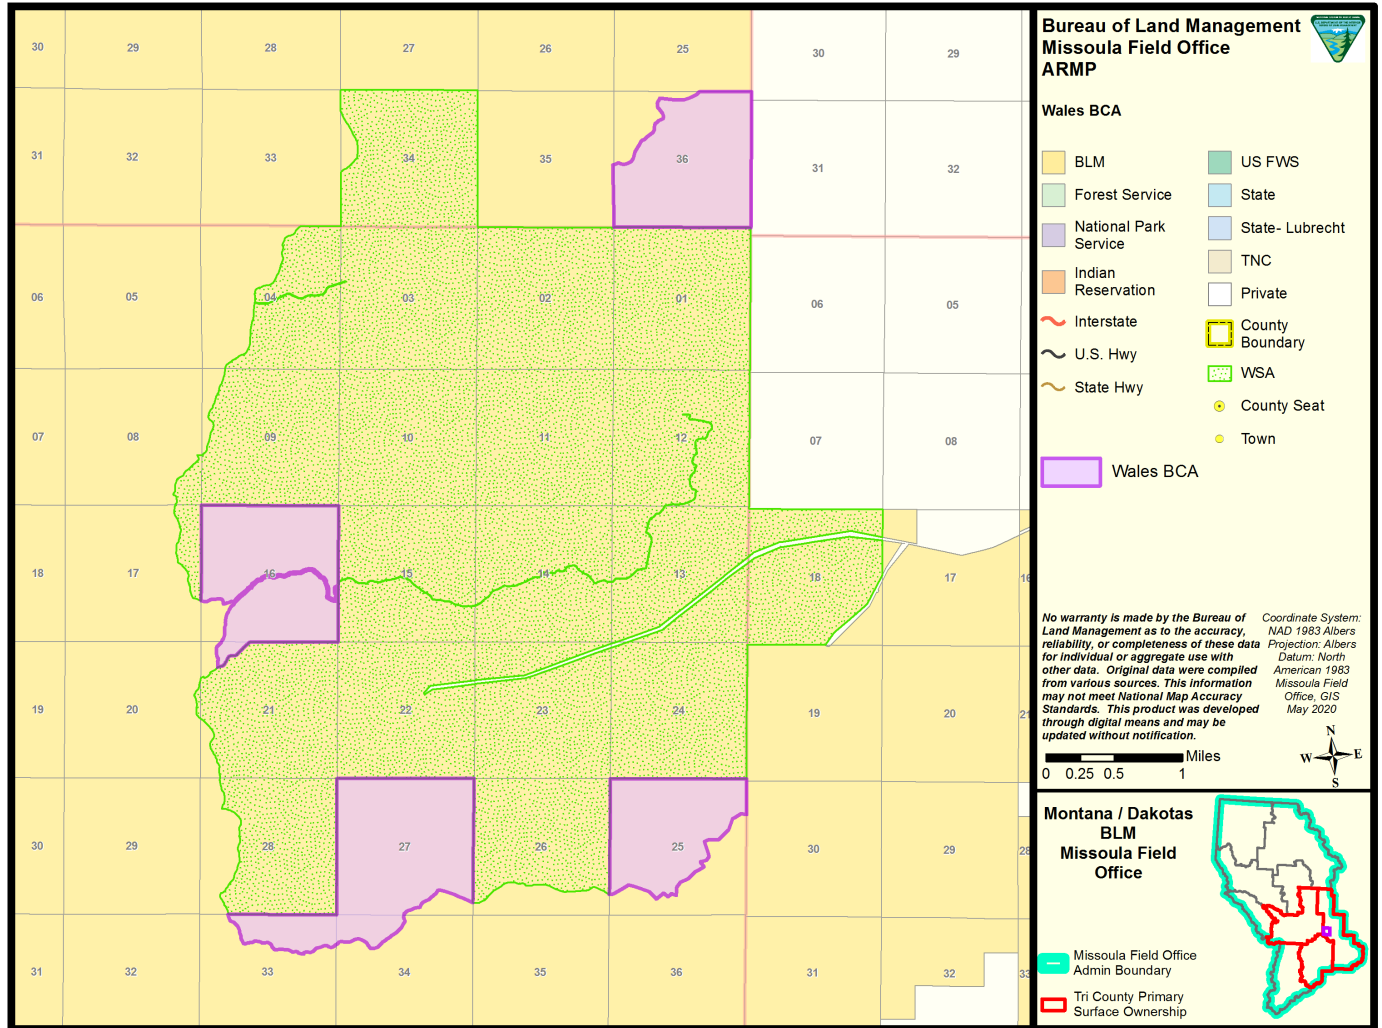 30 29 28 27 26 25 30 29
31 32 33 34 35 36 31 32
06 05 04 03 02 01 06 05
07 08 09 10 11 12 07 08
18 17 16 15 14 13 18 17 16
19 20 21 22 23 24 19 20 21
30 29 28 27 26 25 30 29 28
31 32 33 34 35 36 31 32 33
Bureau of Land Management
Missoula Field Office
ARMP
Wales BCA
BLM
Forest Service
National Park
Service
Indian
Reservation
Interstate
U.S. Hwy
State Hwy
US FWS
State
State- Lubrecht
TNC
Private
County
Boundary
WSA
County Seat
Town
Wales BCA
No warranty is made by the Bureau of
Land Management as to the accuracy,
reliability, or completeness of these data
for individual or aggregate use with
other data. Original data were compiled
from various sources. This information
may not meet National Map Accuracy
Standards. This product was developed
through digital means and may be
updated without notification.
Coordinate System:
NAD 1983 Albers
Projection: Albers
Datum: North
American 1983
Missoula Field
Office, GIS
May 2020
N
W E
S
Miles
0 0.25 0.5 1
Montana / Dakotas
BLM
Missoula Field
Office
Missoula Field Office
Admin Boundary
Tri County Primary
Surface Ownership